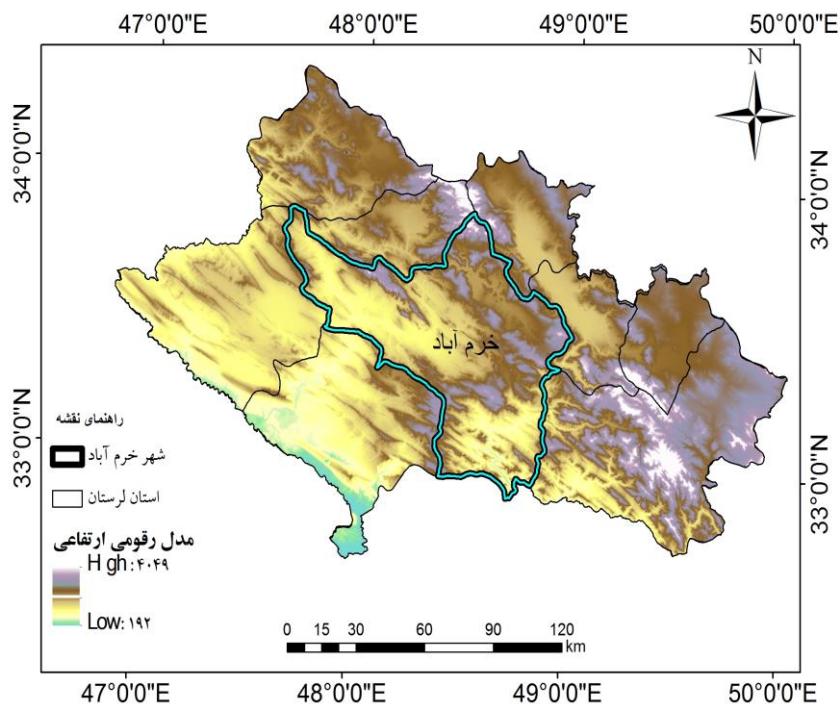 47°0'0"E 48°0'0"E 49°0'0"E 50°0'0"E
N
34°0'0"N
34°0'0"N
خرم آباد
راهنمای نقشه
شهر خرم آباد
استان لرستان
33°0'0"N
33°0'0"N
مدل رقومی ارتفاعی
H gh:۴۰۴۹
Low:۱۹۲
0 15 30 60 90 120
km
47°0'0"E 48°0'0"E 49°0'0"E 50°0'0"E